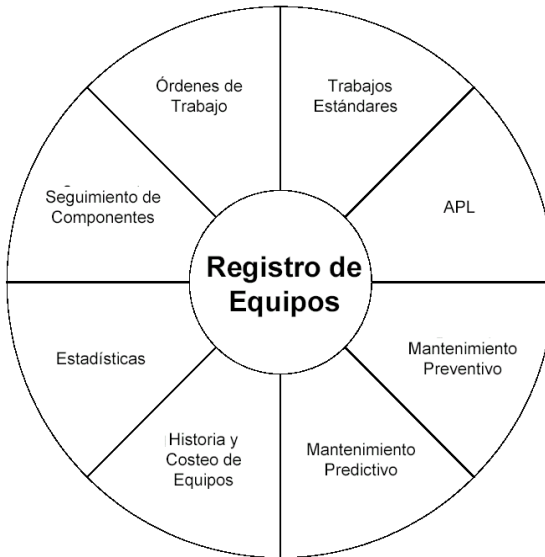 Órdenes de
Trabajo
Trabajos
Estándares
APL
Mantenimiento
Preventivo
Mantenimiento
Predictivo
Historia y
Costeo de
Equipos
Estadísticas
Seguimiento de
Componentes
Registro de
Equipos